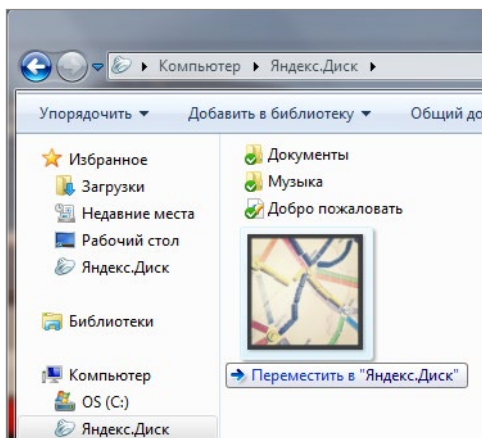 Компьютер Яндекс.Диск
Упорядочить Добавить в библиотеку Общий до
Избранное
Загрузки
Недавние места
Рабочий стол
Яндекс.Диск
Библиотеки
Компьютер
OS (C:)
Яндекс.Диск
Документы
Музыка
Добро пожаловать
Переместить в "Яндекс.Диск"